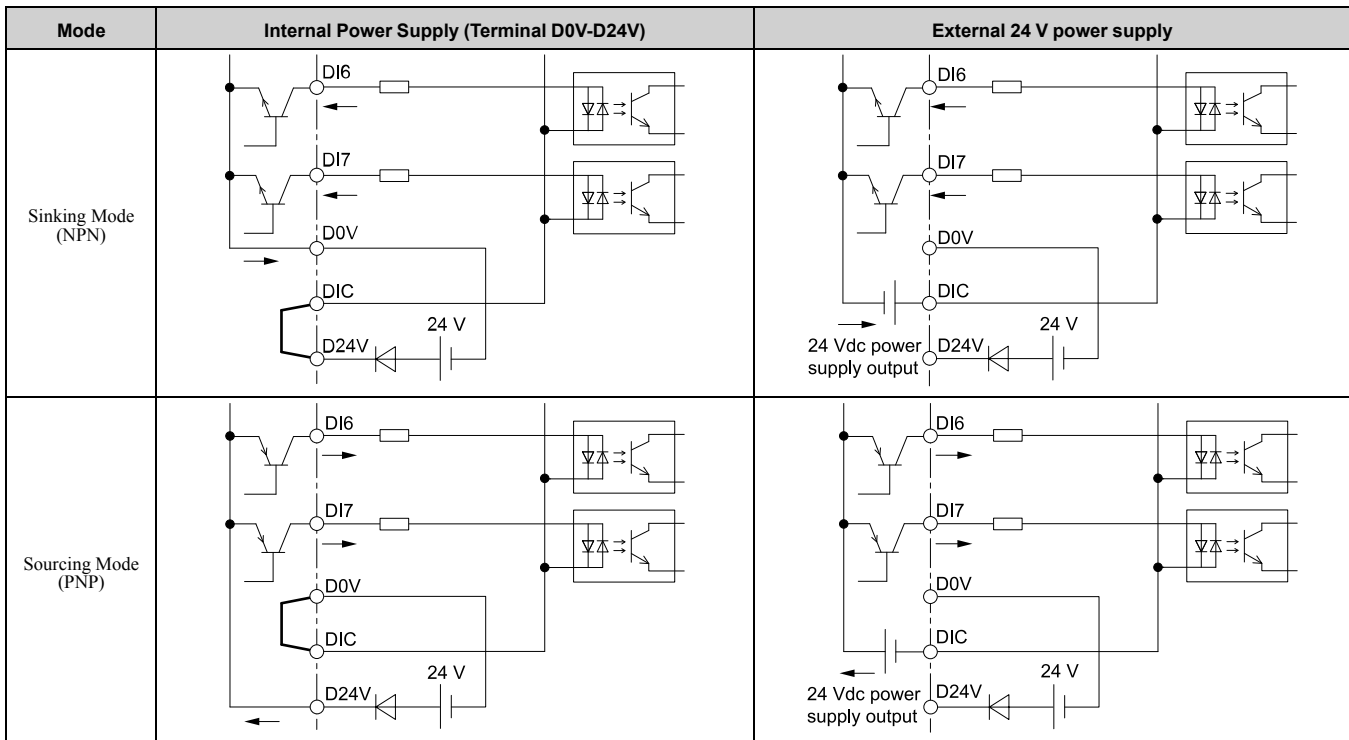 Mode
Internal Power Supply (Terminal D0V-D24V)
External 24 V power supply
Sinking Mode
(NPN)
DI6
DI7
D0V
DIC
24 V
D24V
DI6
DI7
D0V
DIC
24 V
24 Vdc power
supply output
D24V
Sourcing Mode
(PNP)
DI6
DI7
D0V
DIC
24 V
D24V
DI6
DI7
D0V
DIC
24 V
24 Vdc power
supply output
D24V